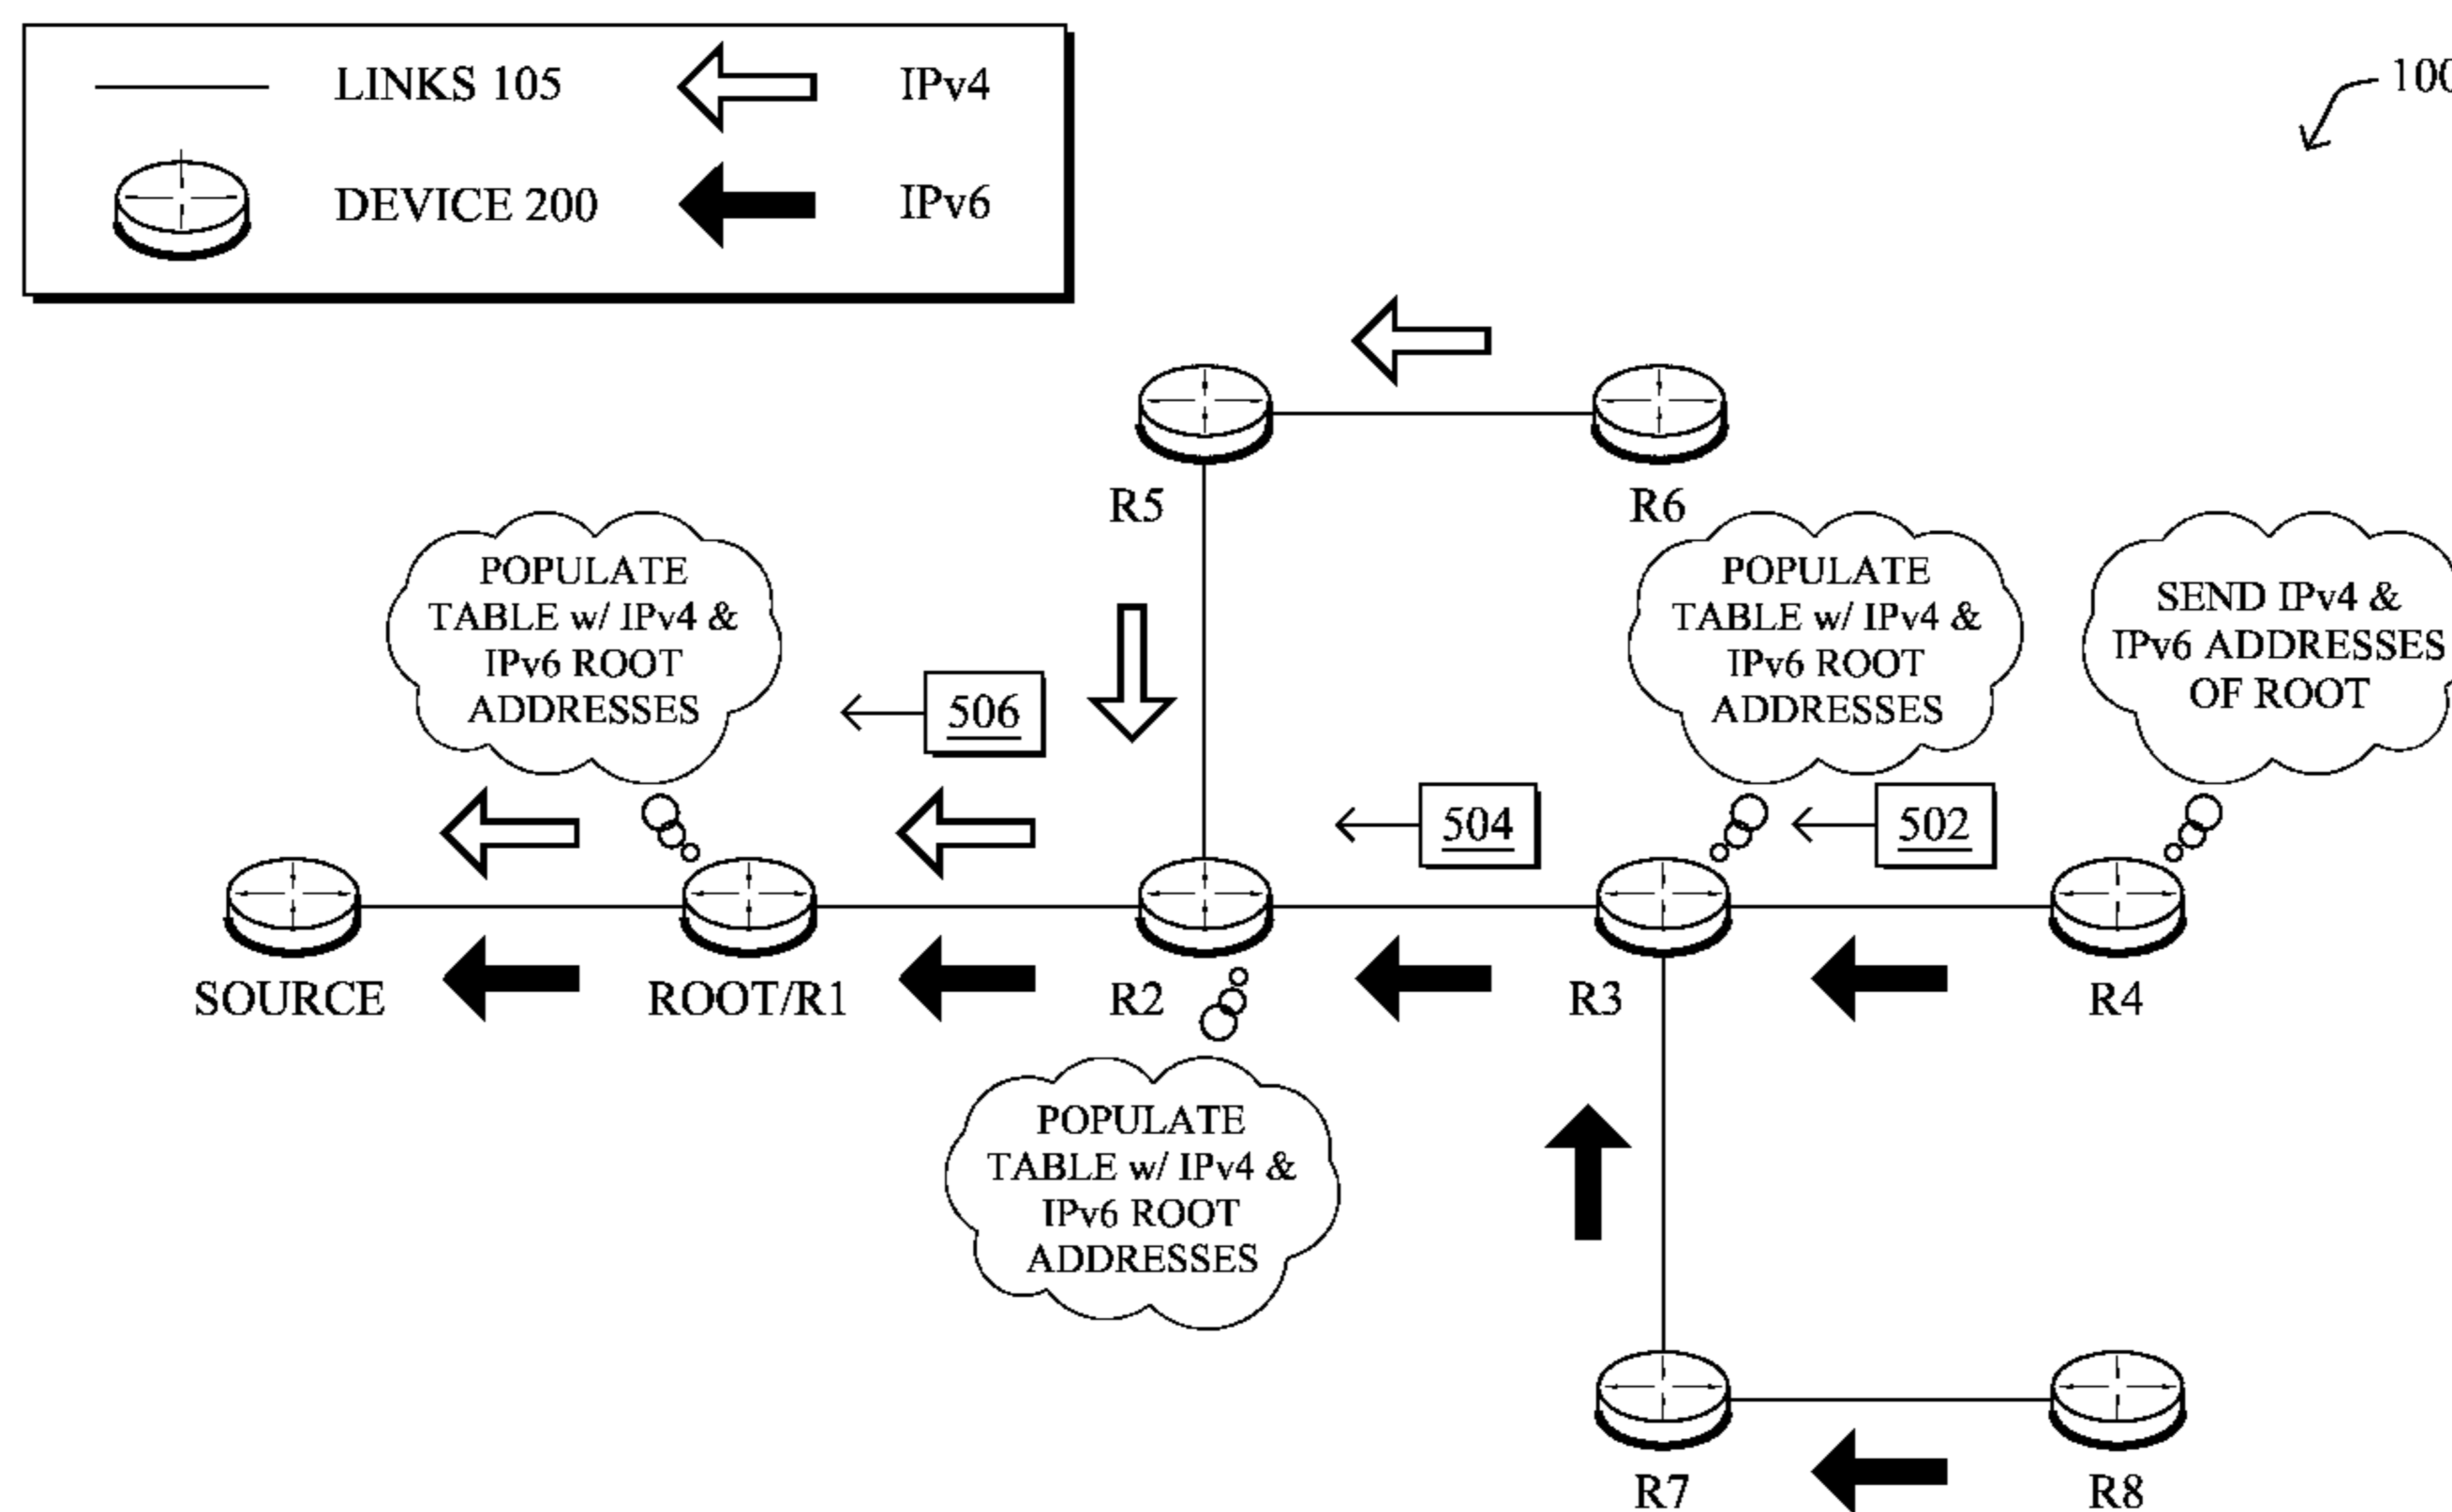 LINKS 105
IPv4
DEVICE 200
IPv6
100
R5
R6
POPULATE
TABLE w/ IPv4 &
IPv6 ROOT
ADDRESSES
POPULATE
TABLE w/ IPv4 &
IPv6 ROOT
ADDRESSES
SEND IPv4 &
IPv6 ADDRESSES
OF ROOT
506
504
502
SOURCE
ROOT/R1
R2
R3
R4
POPULATE
TABLE w/ IPv4 &
IPv6 ROOT
ADDRESSES
R7
R8